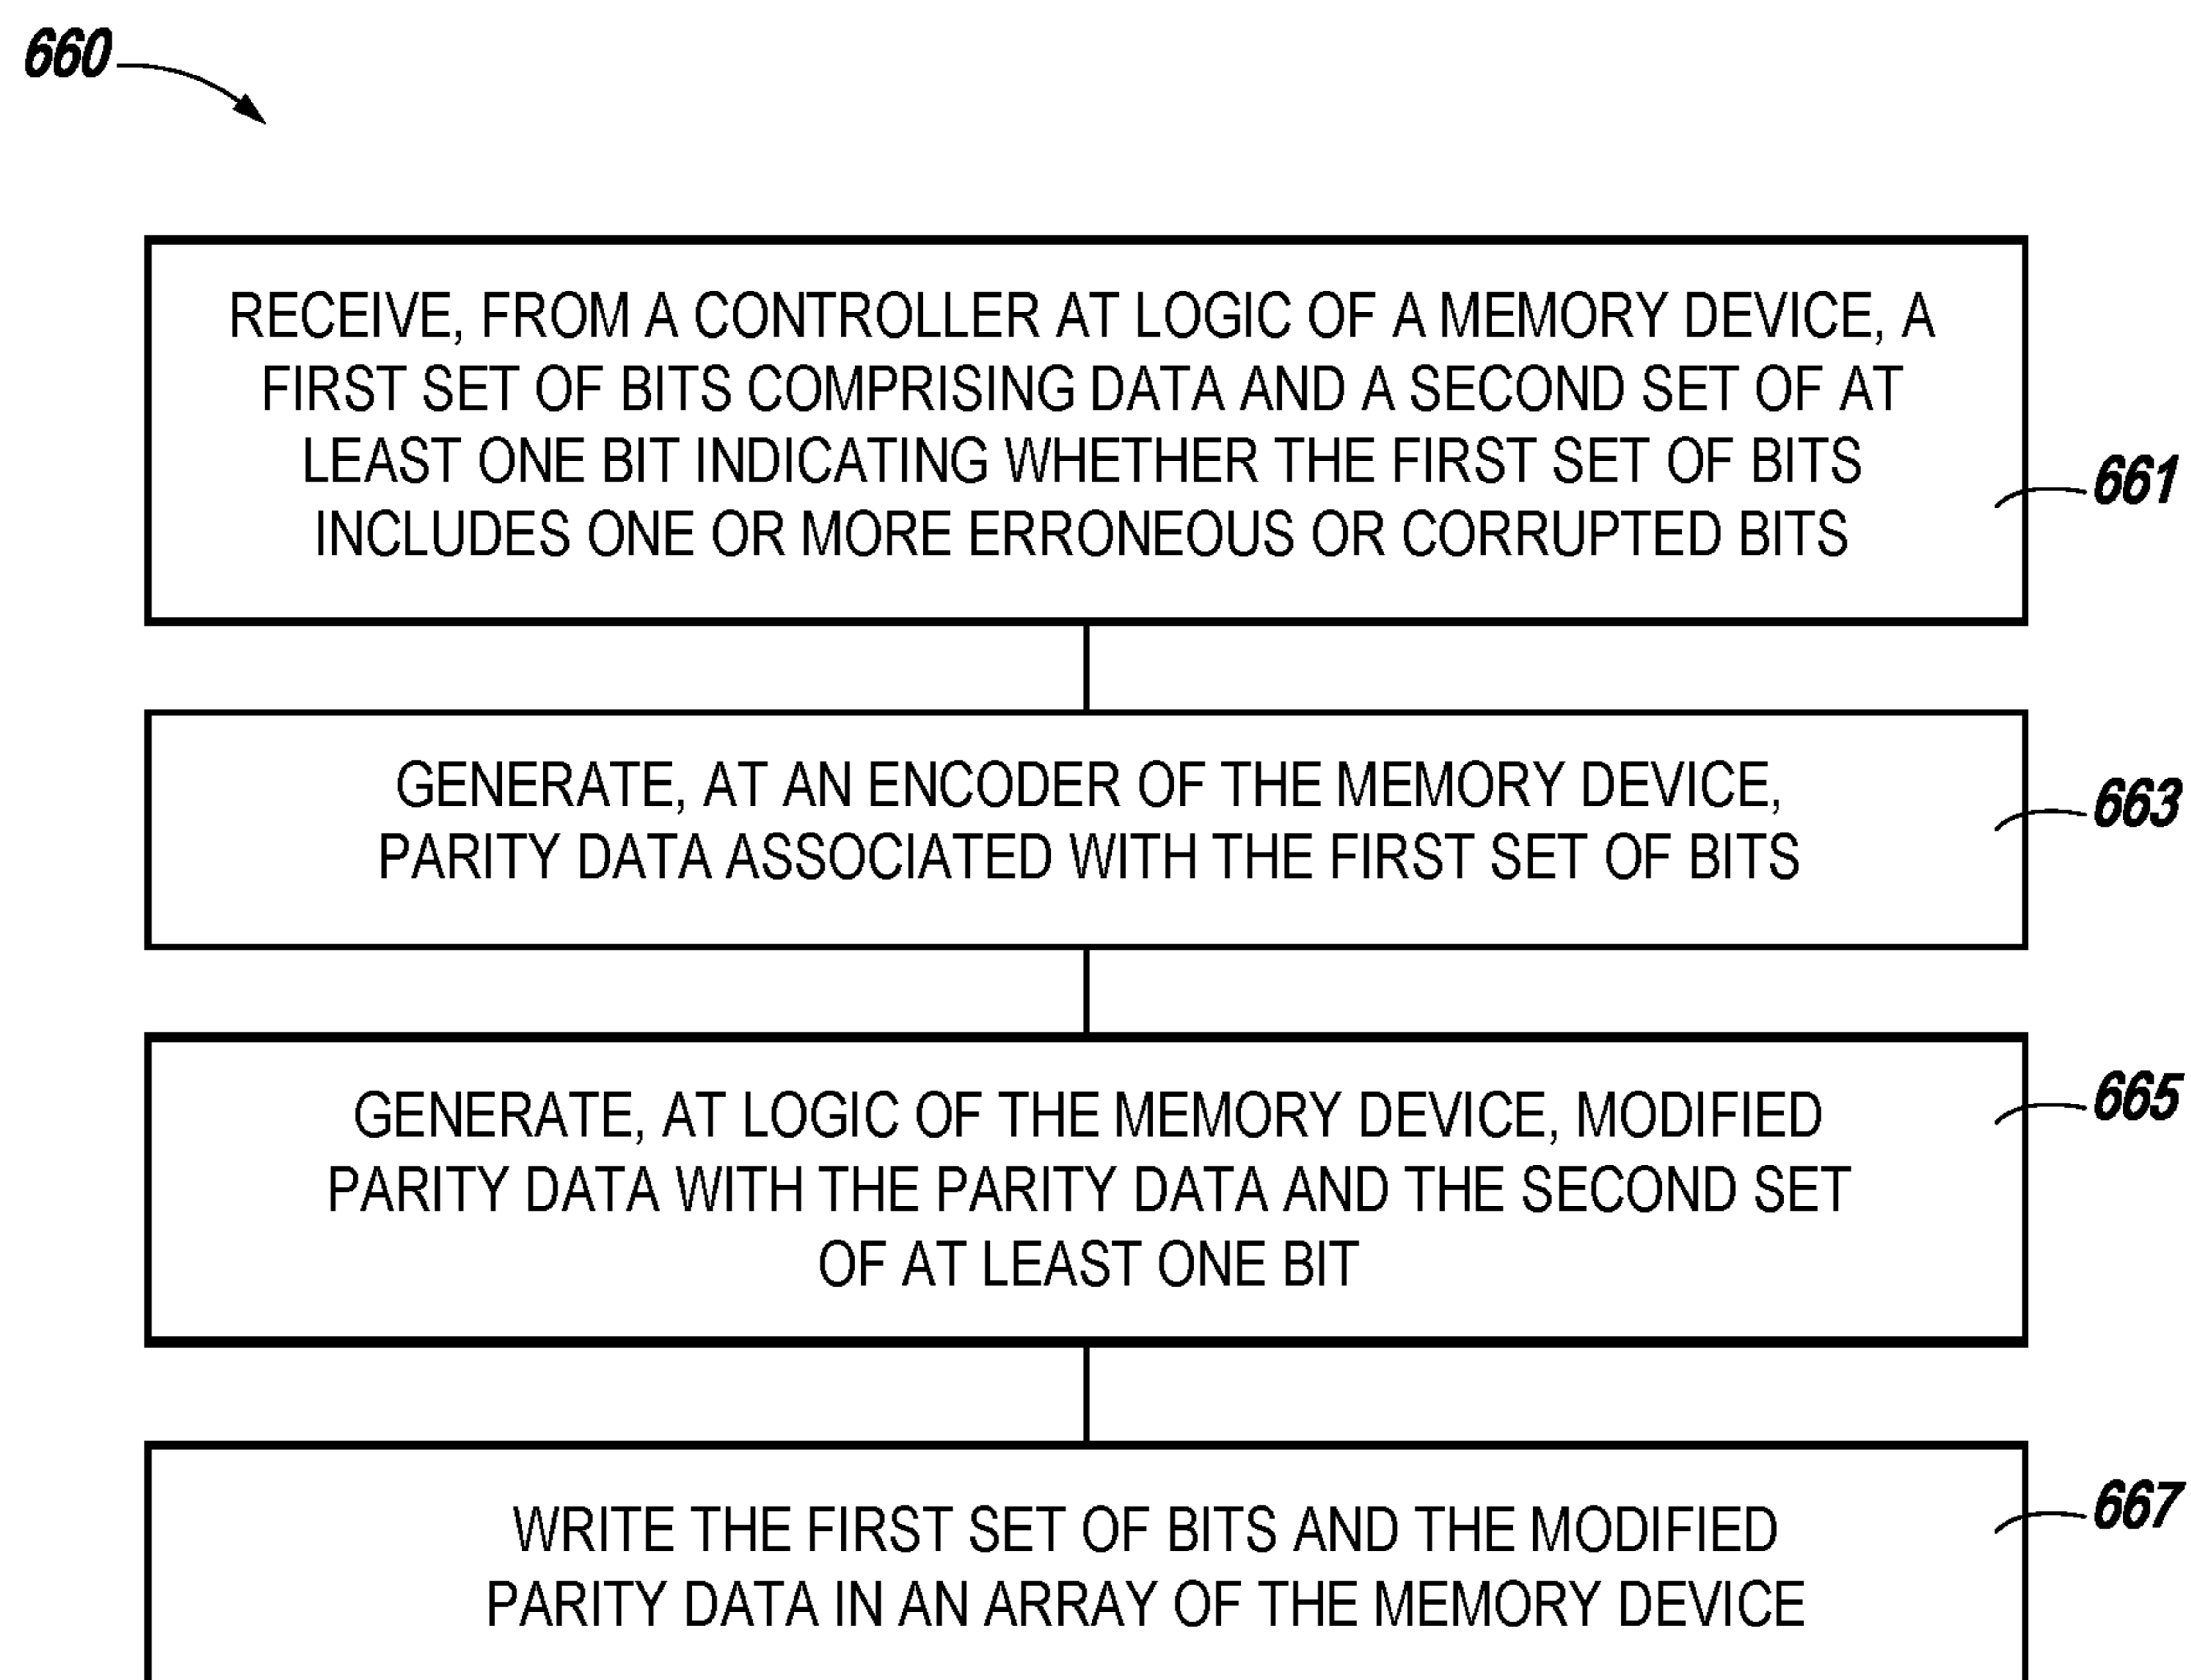 660
RECEIVE, FROM A CONTROLLER AT LOGIC OF A MEMORY DEVICE, A
FIRST SET OF BITS COMPRISING DATA AND A SECOND SET OF AT
LEAST ONE BIT INDICATING WHETHER THE FIRST SET OF BITS
INCLUDES ONE OR MORE ERRONEOUS OR CORRUPTED BITS
661
GENERATE, AT AN ENCODER OF THE MEMORY DEVICE,
PARITY DATA ASSOCIATED WITH THE FIRST SET OF BITS
663
GENERATE, AT LOGIC OF THE MEMORY DEVICE, MODIFIED
PARITY DATA WITH THE PARITY DATA AND THE SECOND SET
OF AT LEAST ONE BIT
665
WRITE THE FIRST SET OF BITS AND THE MODIFIED
PARITY DATA IN AN ARRAY OF THE MEMORY DEVICE
667